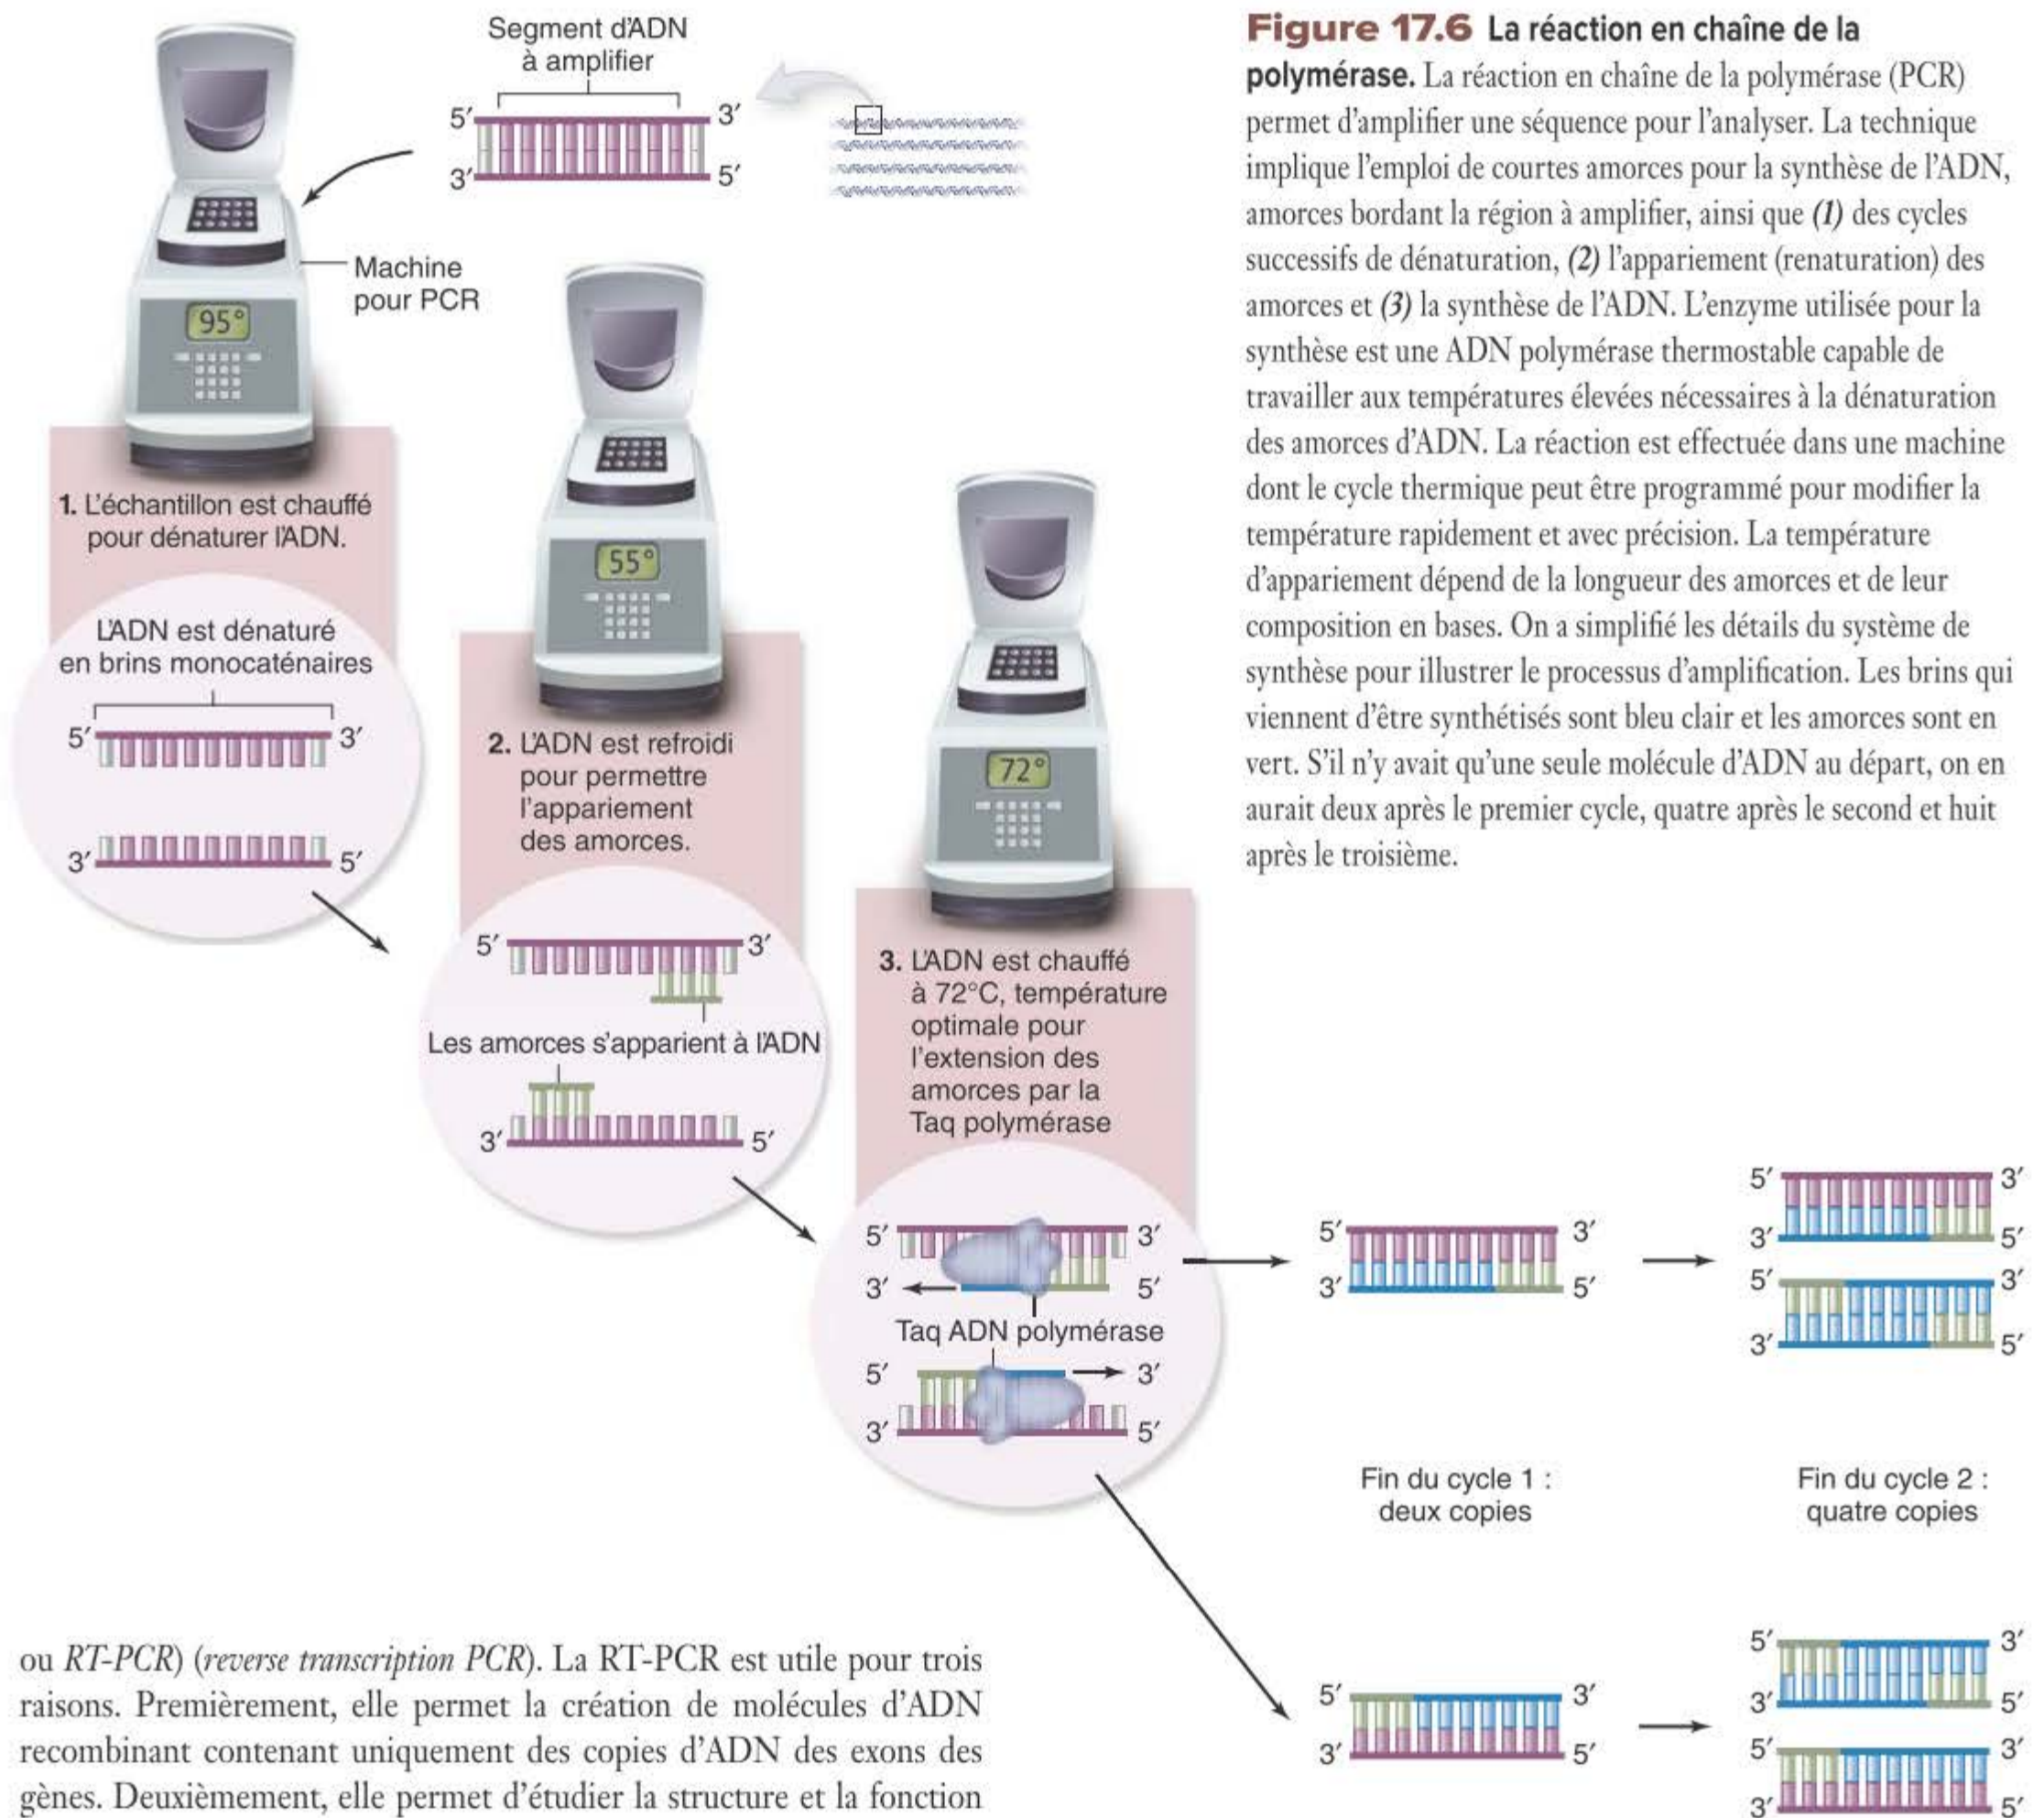 Segment d'ADN
à amplifier
5′
3′
3′
5′
Machine
pour PCR
95°
1. L'échantillon est chauffé
pour dénaturer l'ADN.
L'ADN est dénaturé
en brins monocaténaires
5′
3′
3′
5′
55°
2. L'ADN est refroidi
pour permettre
l'appariement
des amorces.
5′
3′
Les amorces s'apparient à l'ADN
3′
5′
72°
3. L'ADN est chauffé
à 72°C, température
optimale pour
l'extension des
amorces par la
Taq polymérase
5′
3′
3′
5′
Taq ADN polymérase
5′
3′
3′
5′
5′
3′
3′
5′
5′
3′
3′
5′
5′
3′
3′
5′
Fin du cycle 1 :
deux copies
Fin du cycle 2 :
quatre copies
5′
3′
3′
5′
5′
3′
3′
5′
5′
3′
3′
5′
Figure 17.6 La réaction en chaîne de la
polymérase. La réaction en chaîne de la polymérase (PCR)
permet d'amplifier une séquence pour l'analyser. La technique
implique l'emploi de courtes amorces pour la synthèse de l'ADN,
amorces bordant la région à amplifier, ainsi que (1) des cycles
successifs de dénaturation, (2) l'appariement (renaturation) des
amorces et (3) la synthèse de l'ADN. L'enzyme utilisée pour la
synthèse est une ADN polymérase thermostable capable de
travailler aux températures élevées nécessaires à la dénaturation
des amorces d'ADN. La réaction est effectuée dans une machine
dont le cycle thermique peut être programmé pour modifier la
température rapidement et avec précision. La température
d'appariement dépend de la longueur des amorces et de leur
composition en bases. On a simplifié les détails du système de
synthèse pour illustrer le processus d'amplification. Les brins qui
viennent d'être synthétisés sont bleu clair et les amorces sont en
vert. S'il n'y avait qu'une seule molécule d'ADN au départ, on en
aurait deux après le premier cycle, quatre après le second et huit
après le troisième.
ou RT-PCR) (reverse transcription PCR). La RT-PCR est utile pour trois
raisons. Premièrement, elle permet la création de molécules d'ADN
recombinant contenant uniquement des copies d'ADN des exons des
gènes. Deuxièmement, elle permet d'étudier la structure et la fonction